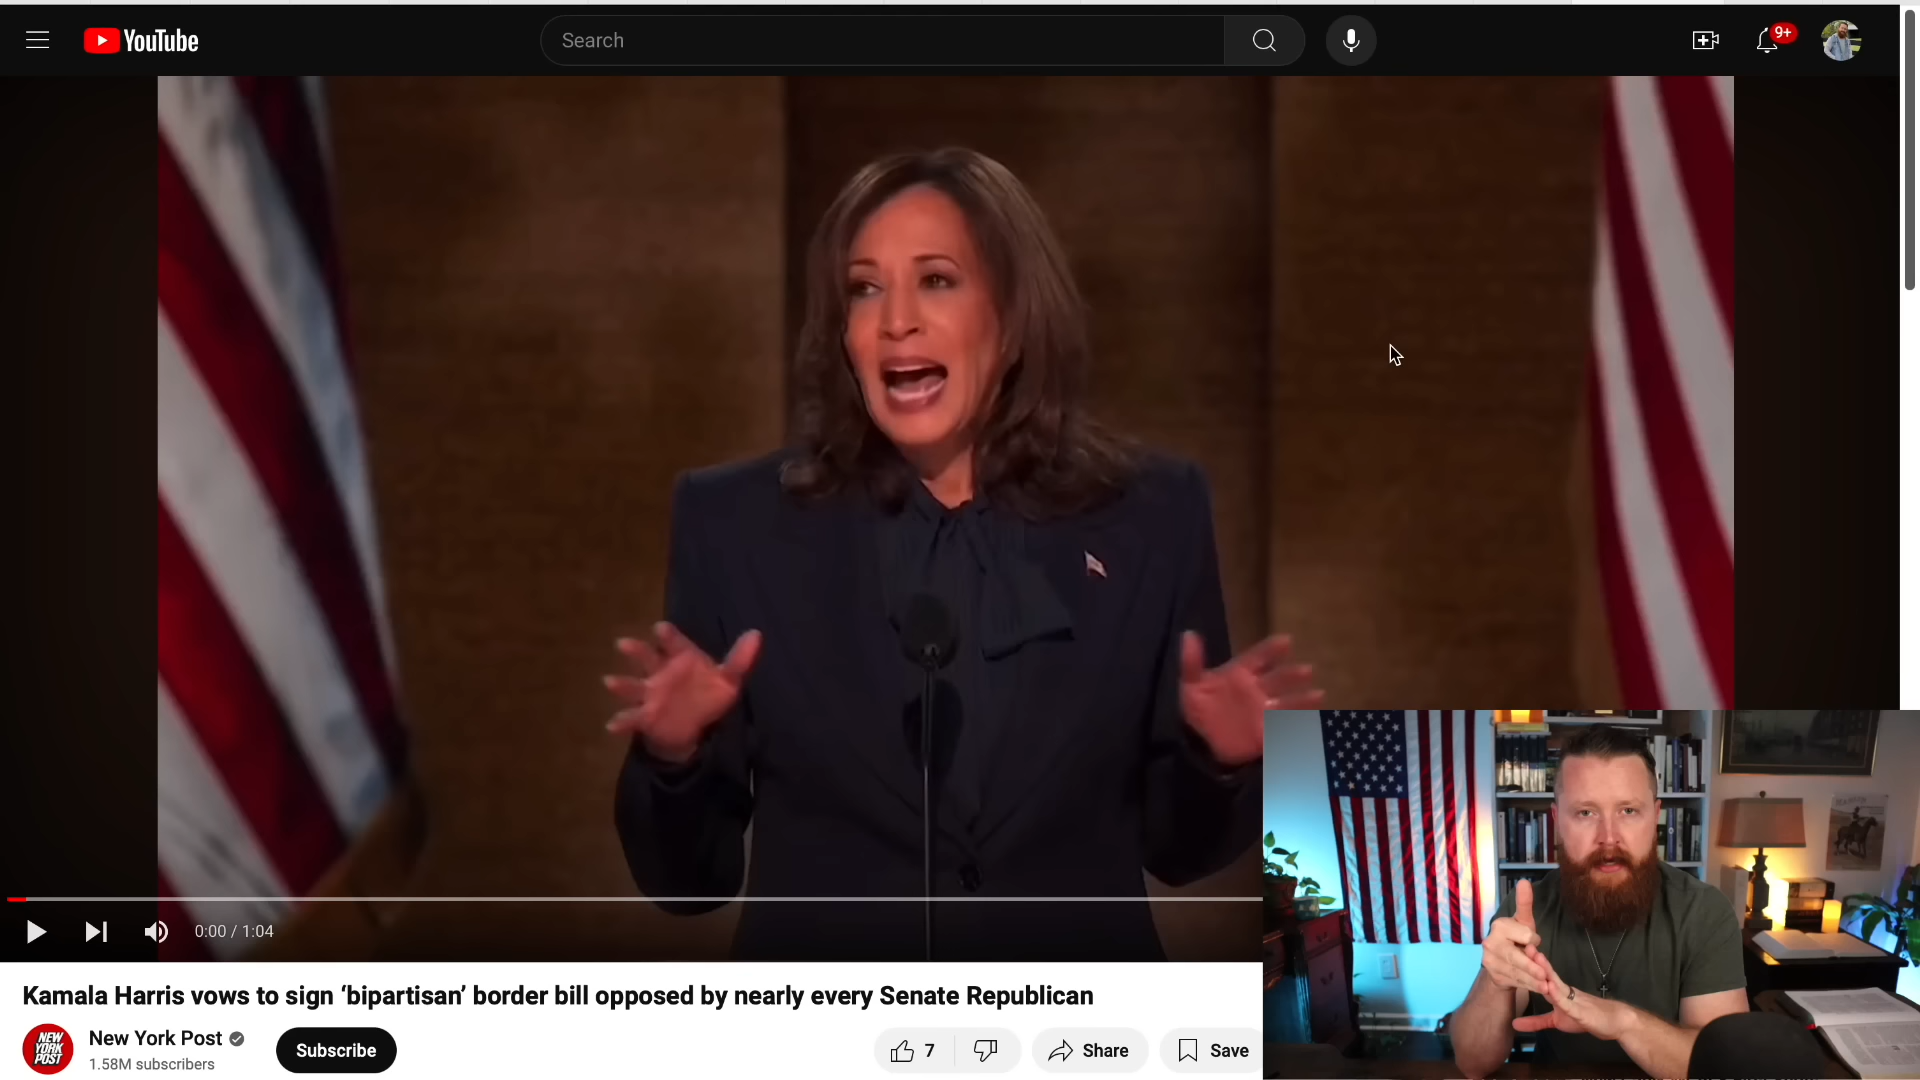 YouTube
Search
9+
0:00 / 1:04
Kamala Harris vows to sign ‘bipartisan’ border bill opposed by nearly every Senate Republican
NEW
YORK
POST
New York Post
1.58M subscribers
Subscribe
7
Share
Save